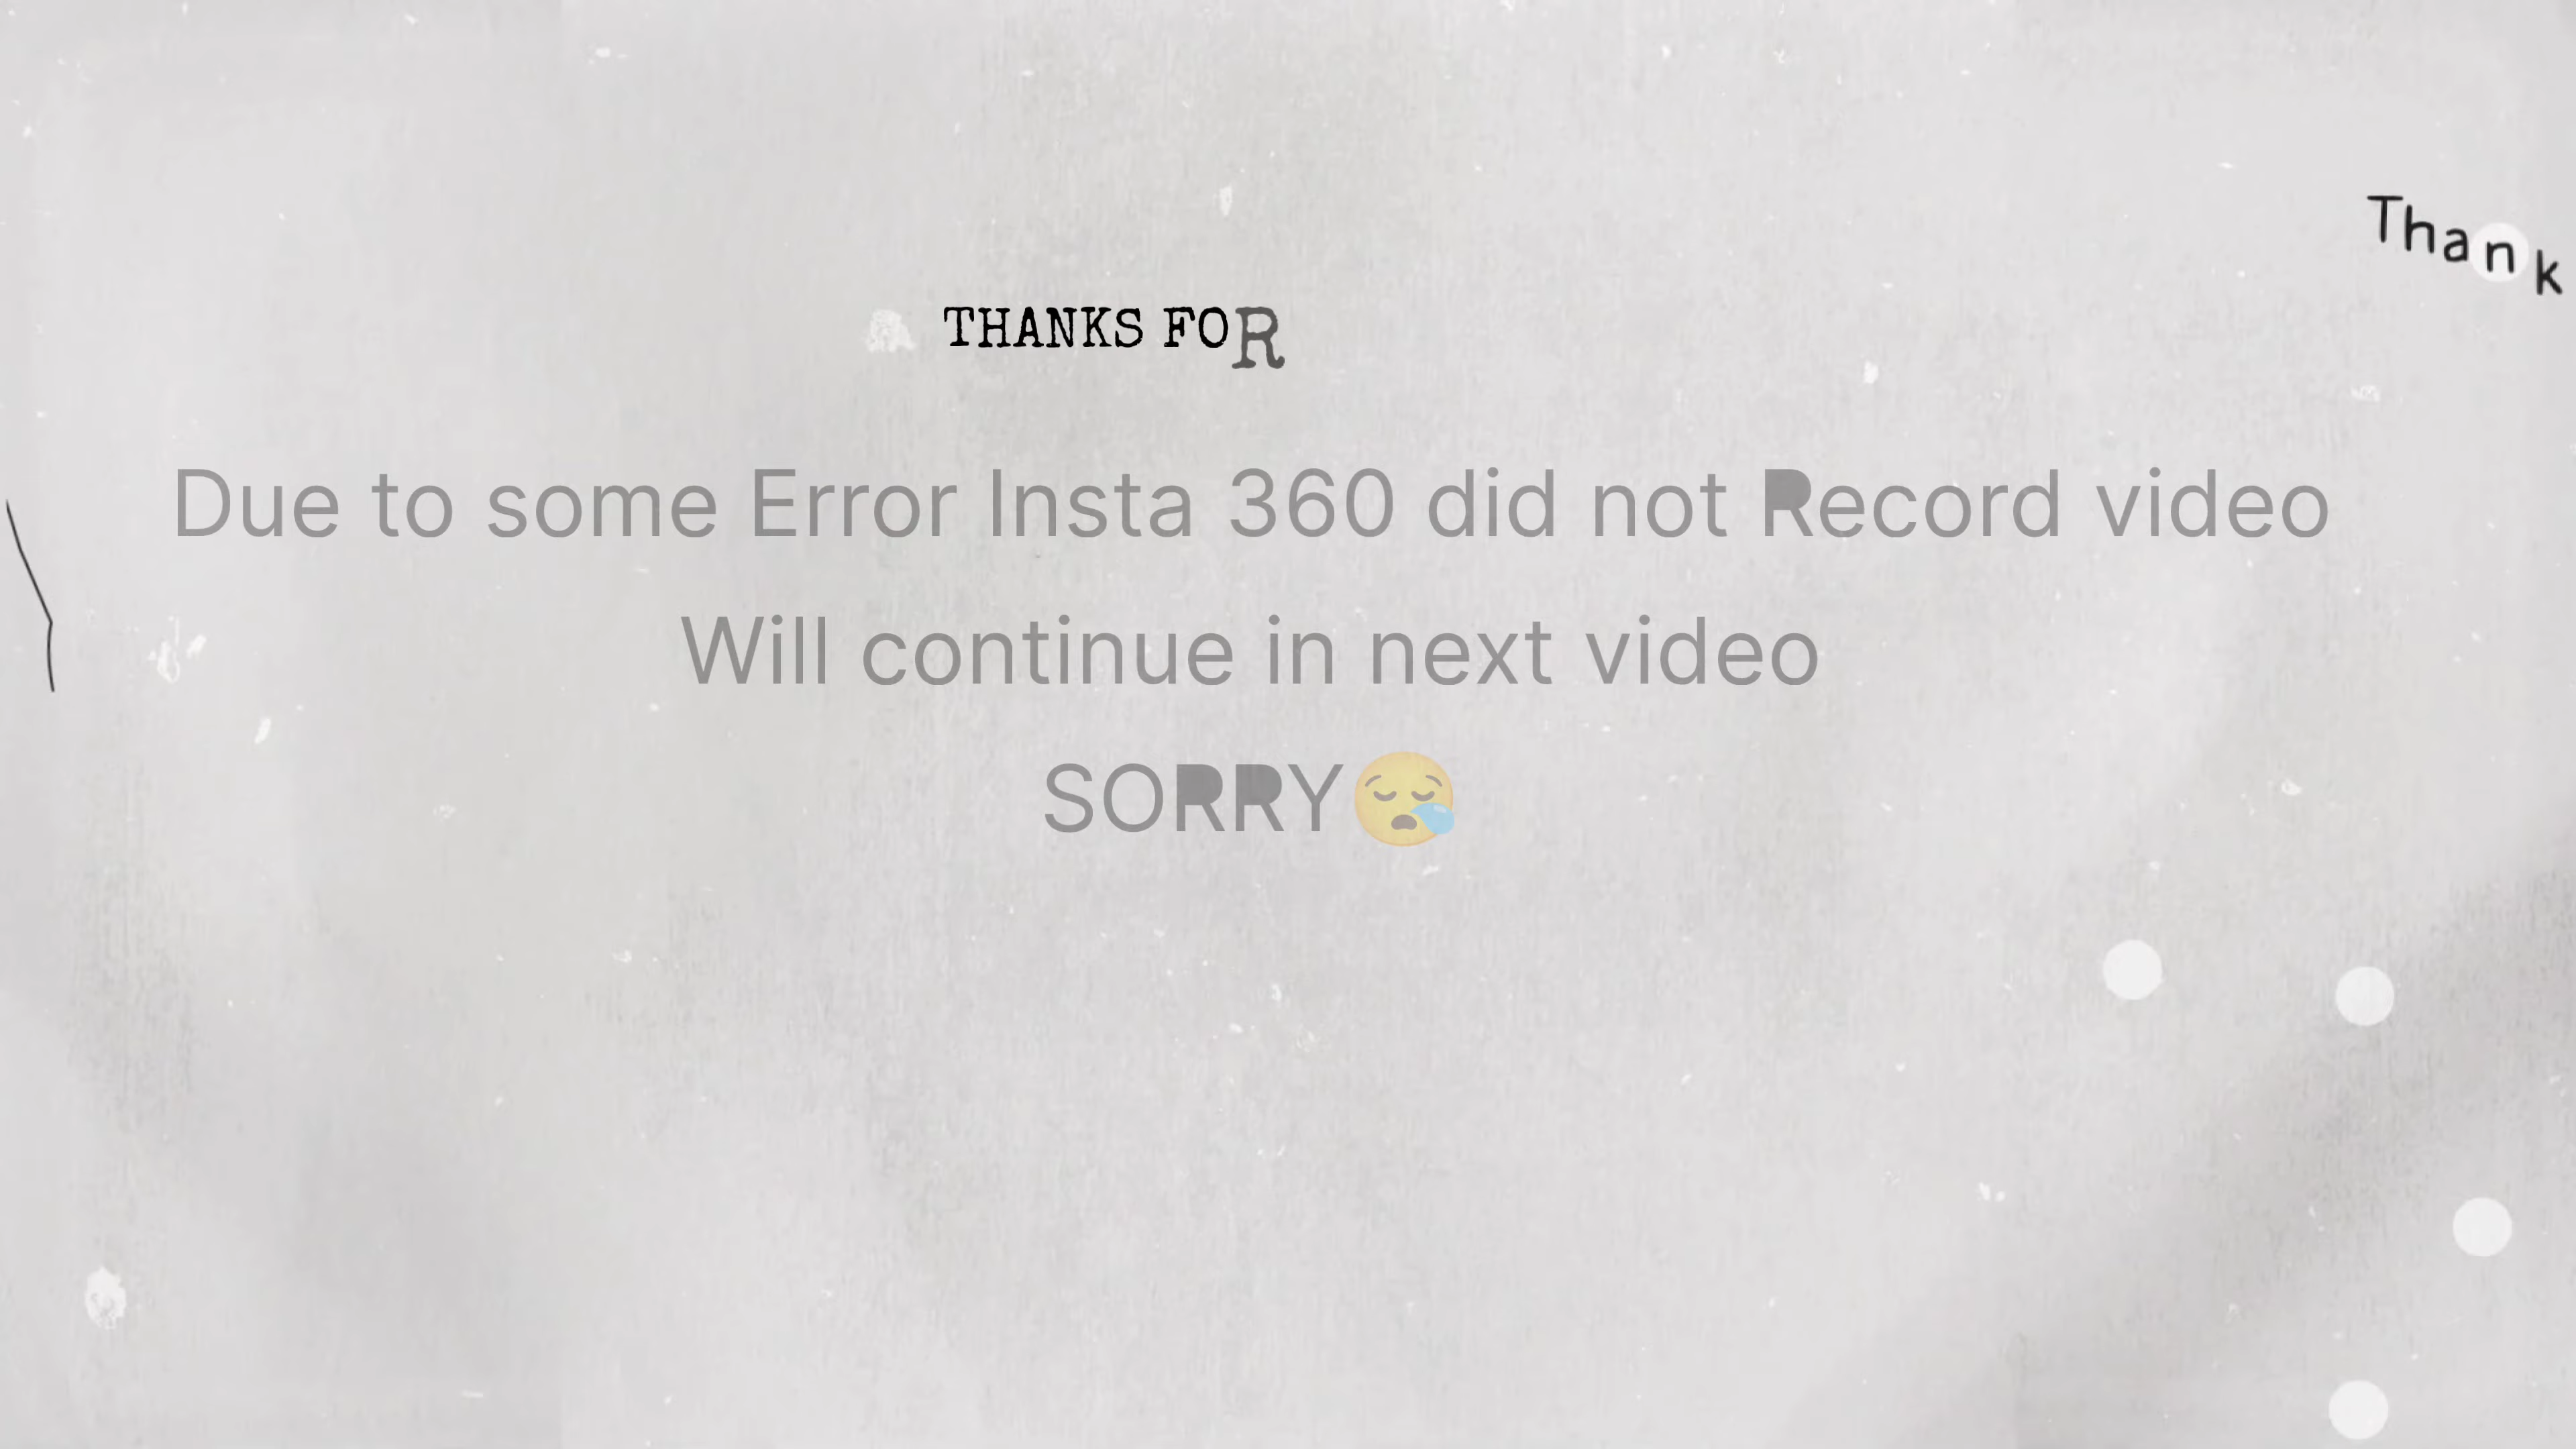 Thank
THANKS FOR
Due to some Error Insta 360 did not Record video
Will continue in next video
SORRY😪